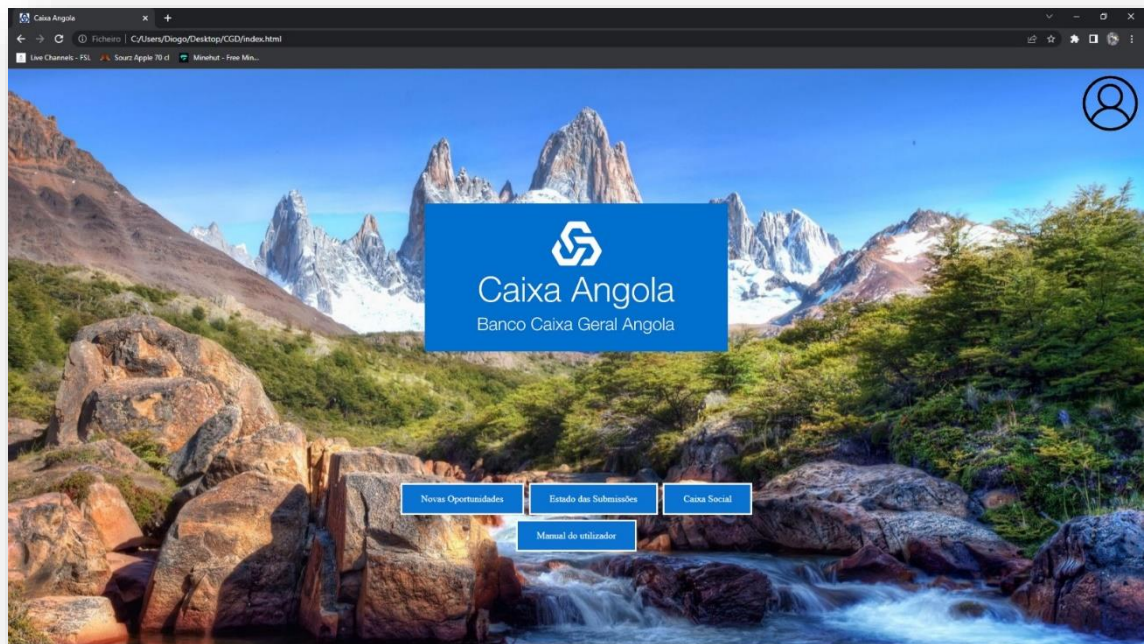 Caixa Angola
Ficheiro | C:/Users/Diogo/Desktop/CGD/index.html
Live Channels - FSL Sourz Apple 70 cl Minehut - Free Min...
Caixa Angola
Banco Caixa Geral Angola
Novas Oportunidades Estado das Submissões Caixa Social
Manual do utilizador